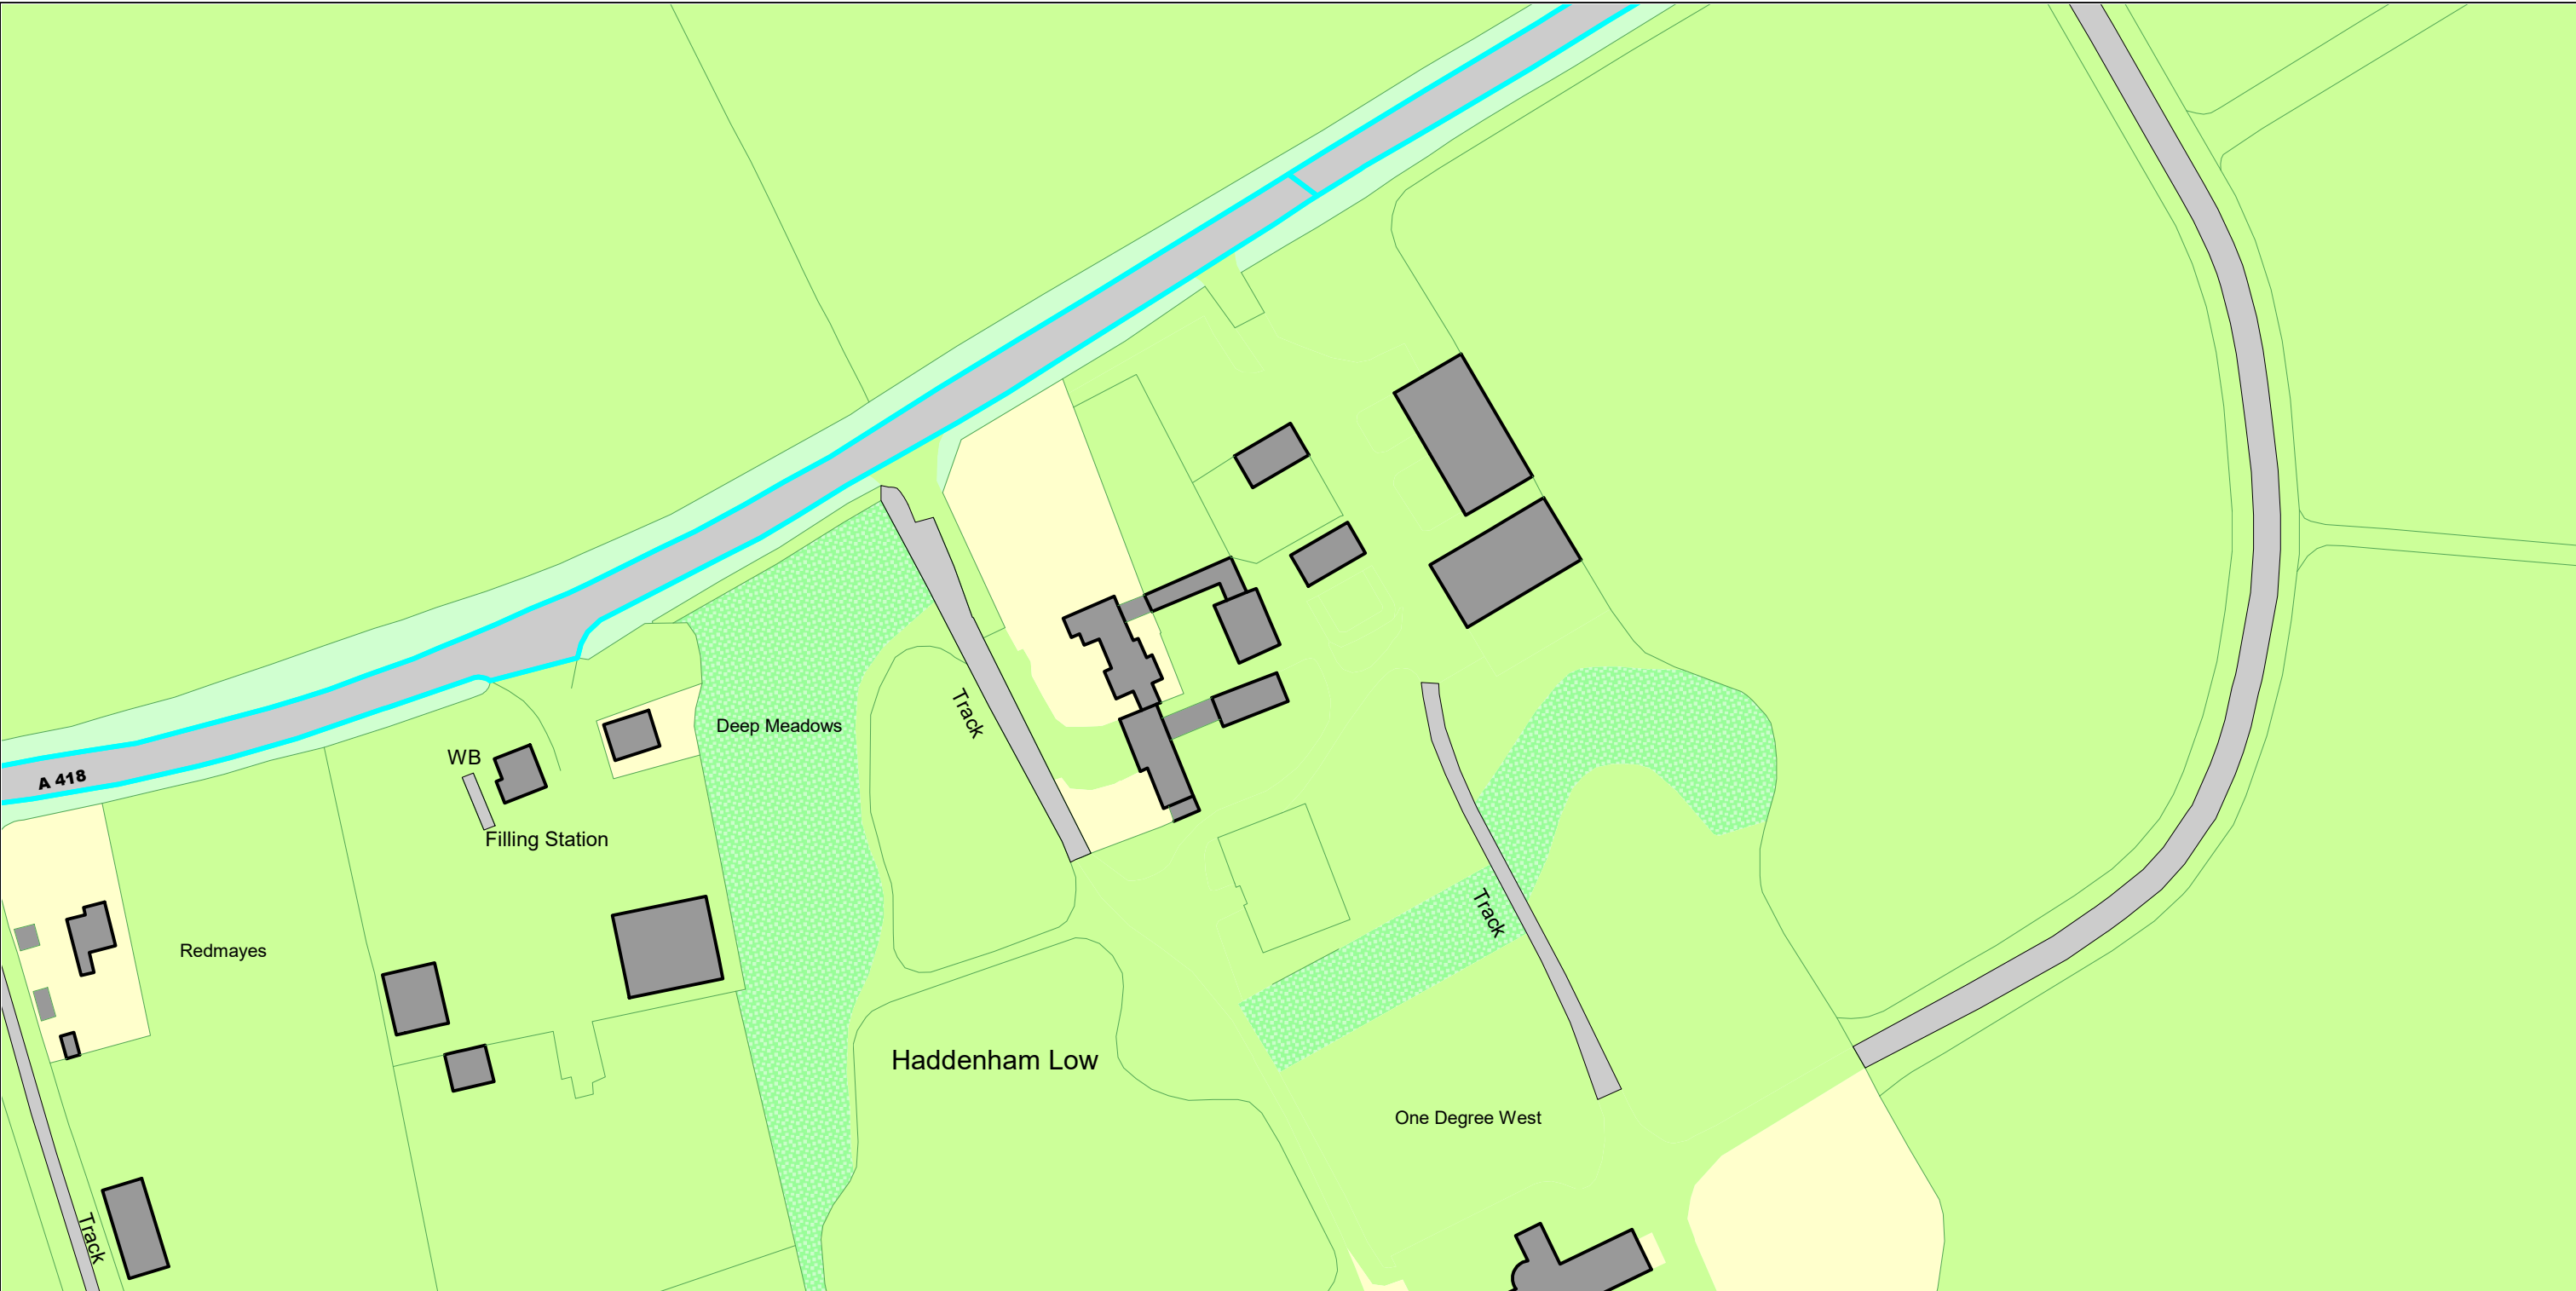 Track
Deep Meadows
WB
A 418
Filling Station
Track
Redmayes
Haddenham Low
One Degree West
Track